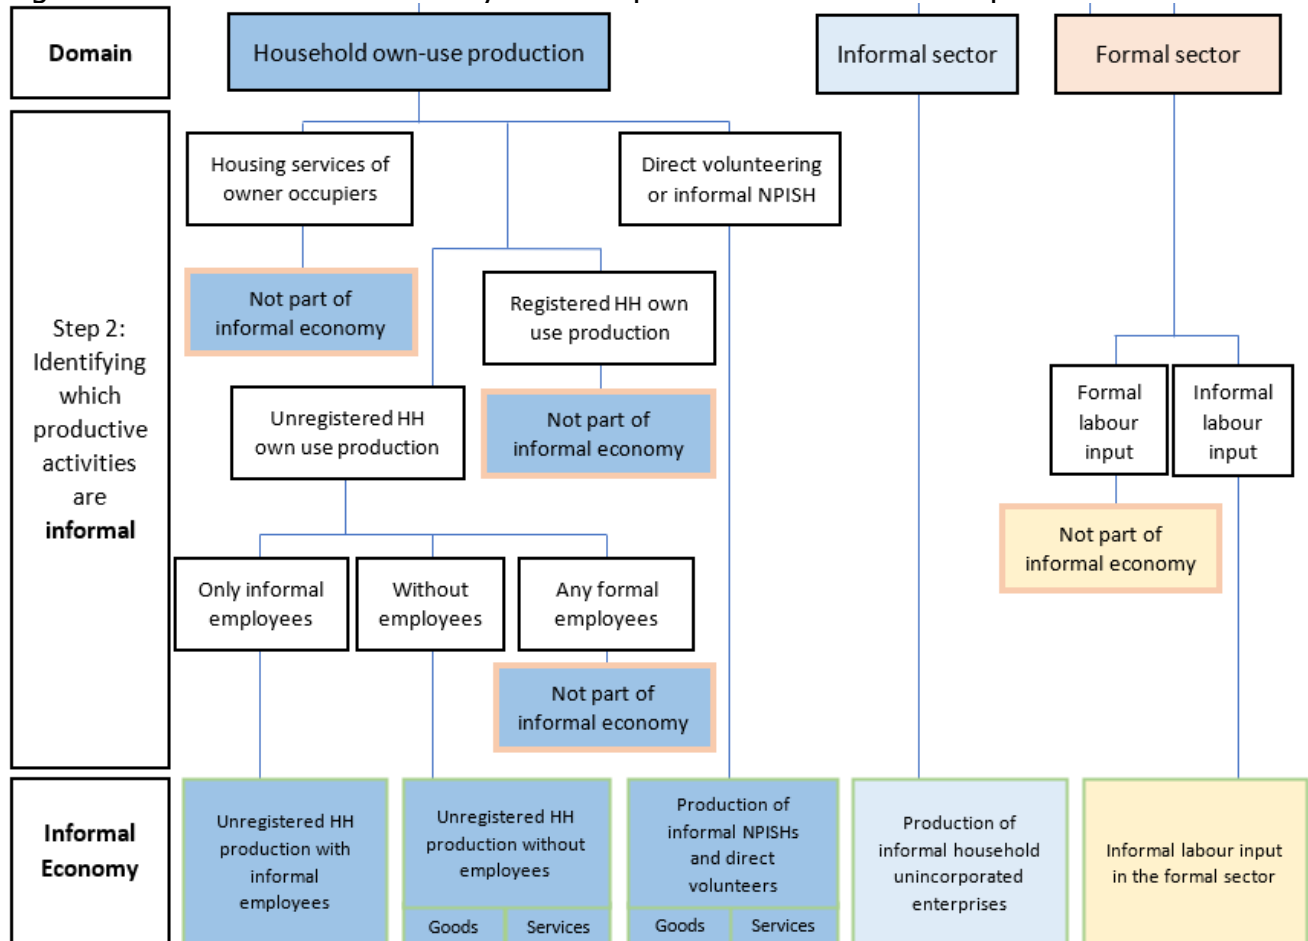 Domain
Household own-use production
Informal sector
Formal sector
Step 2:
Identifying
which
productive
activities
are
informal
Housing services of
owner occupiers
Direct volunteering
or informal NPISH
Not part of
informal economy
Registered HH own
use production
Not part of
informal economy
Unregistered HH
own use production
Formal
labour
input
Informal
labour
input
Not part of
informal economy
Only informal
employees
Without
employees
Any formal
employees
Not part of
informal economy
Informal
Economy
Unregistered HH
production with
informal
employees
Unregistered HH
production without
employees
Goods
Services
Production of
informal NPISHs
and direct
volunteers
Goods
Services
Production of
informal household
unincorporated
enterprises
Informal labour input
in the formal sector